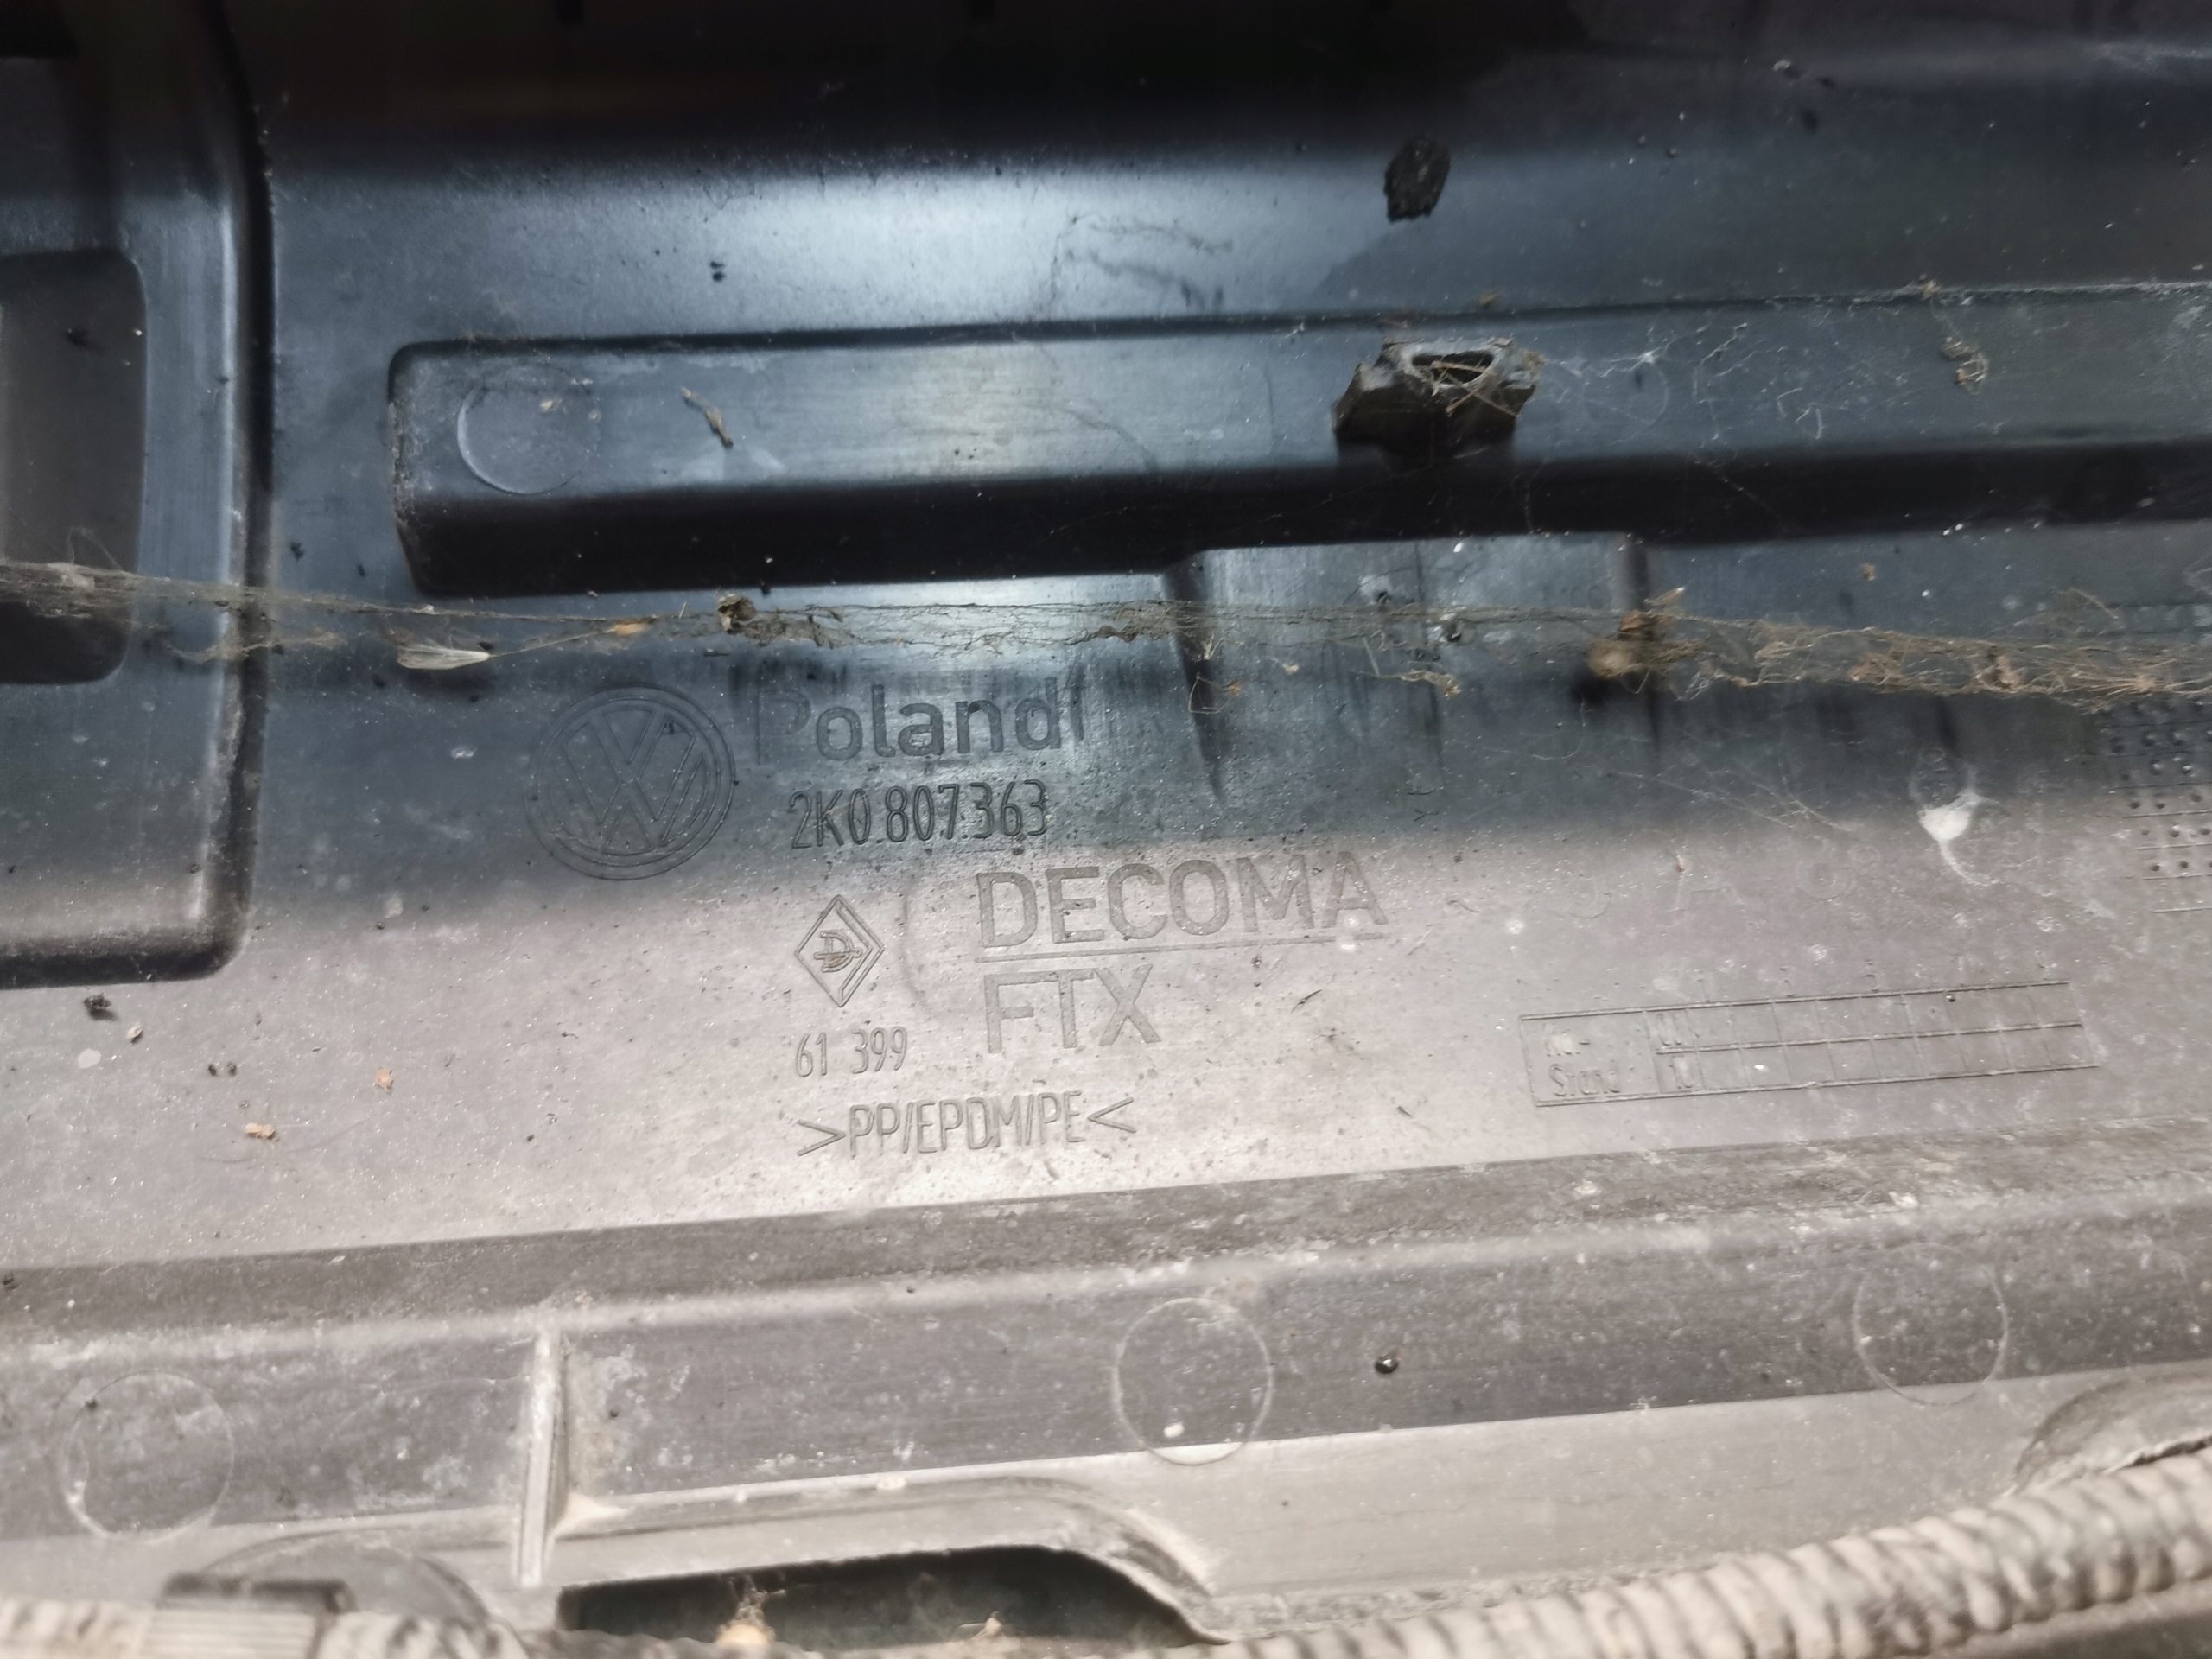 Poland
2K0.807.363
DECOMA
FTX
61 399
>PP/EPDM/PE<
Stand